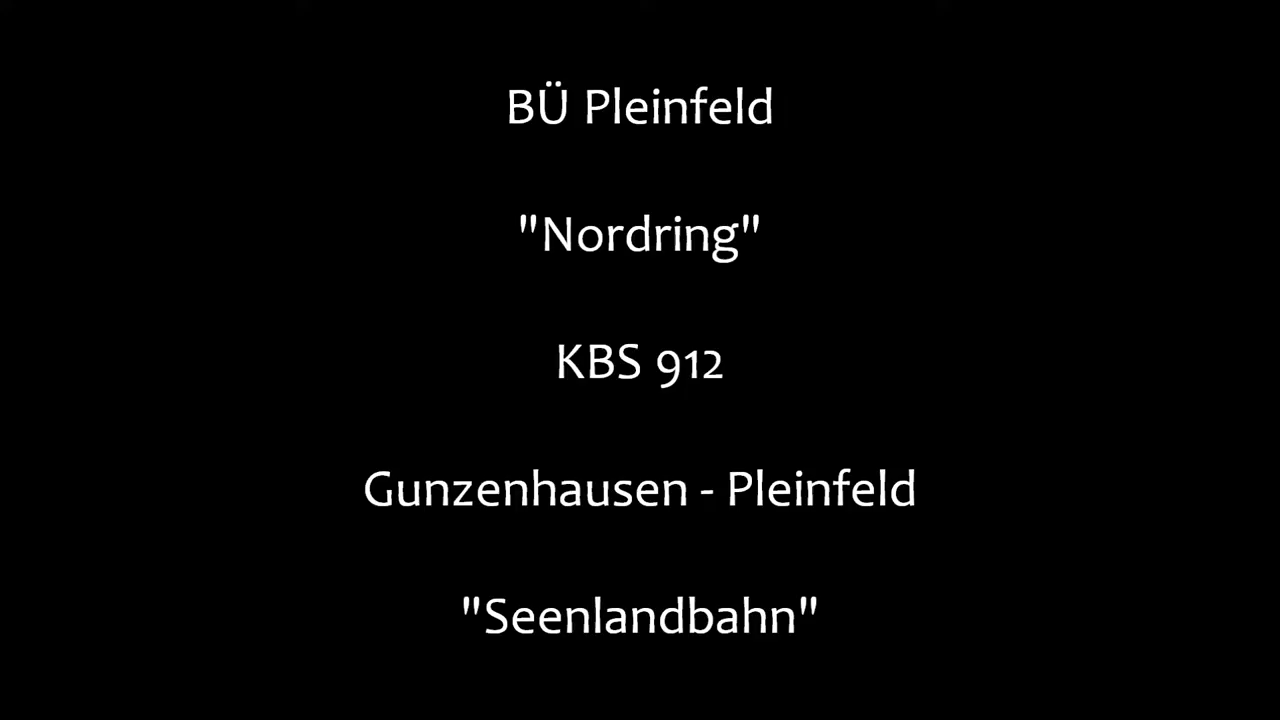 BÜ Pleinfeld
"Nordring"
KBS 912
Gunzenhausen - Pleinfeld
"Seenlandbahn"